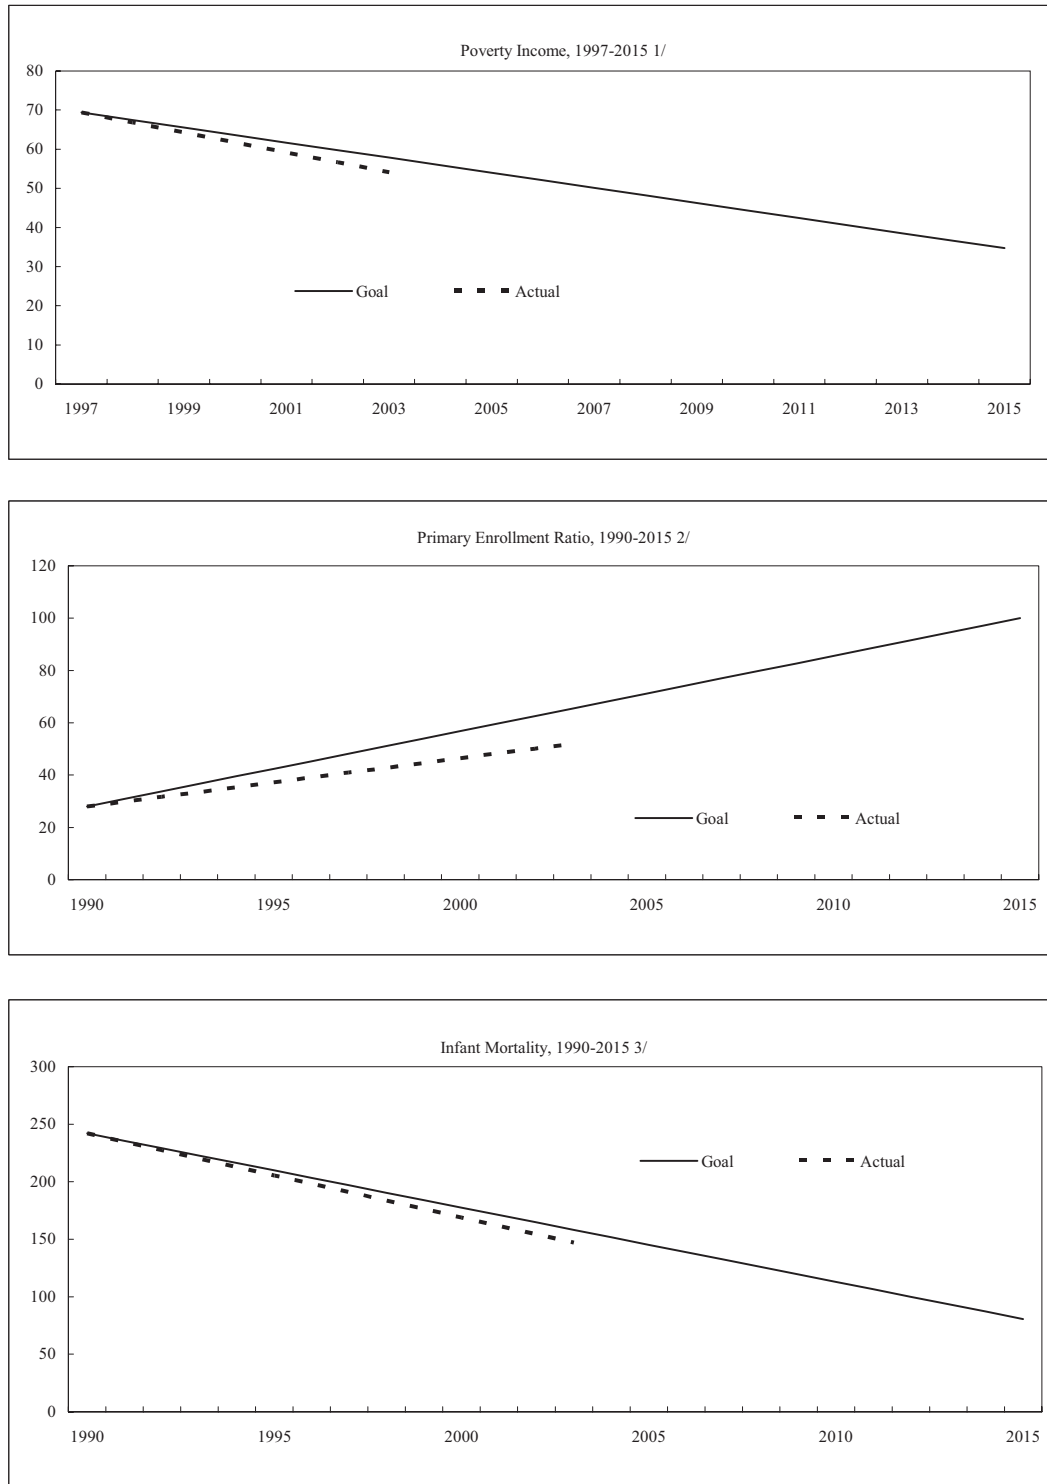 Poverty Income, 1997-2015 1/
80
70
60
50
40
30
20
10
0
Goal Actual
1997 1999 2001 2003 2005 2007 2009 2011 2013 2015
Primary Enrollment Ratio, 1990-2015 2/
120
100
80
60
40
20
0
Goal Actual
1990 1995 2000 2005 2010 2015
Infant Mortality, 1990-2015 3/
300
250
200
150
100
50
0
Goal Actual
1990 1995 2000 2005 2010 2015